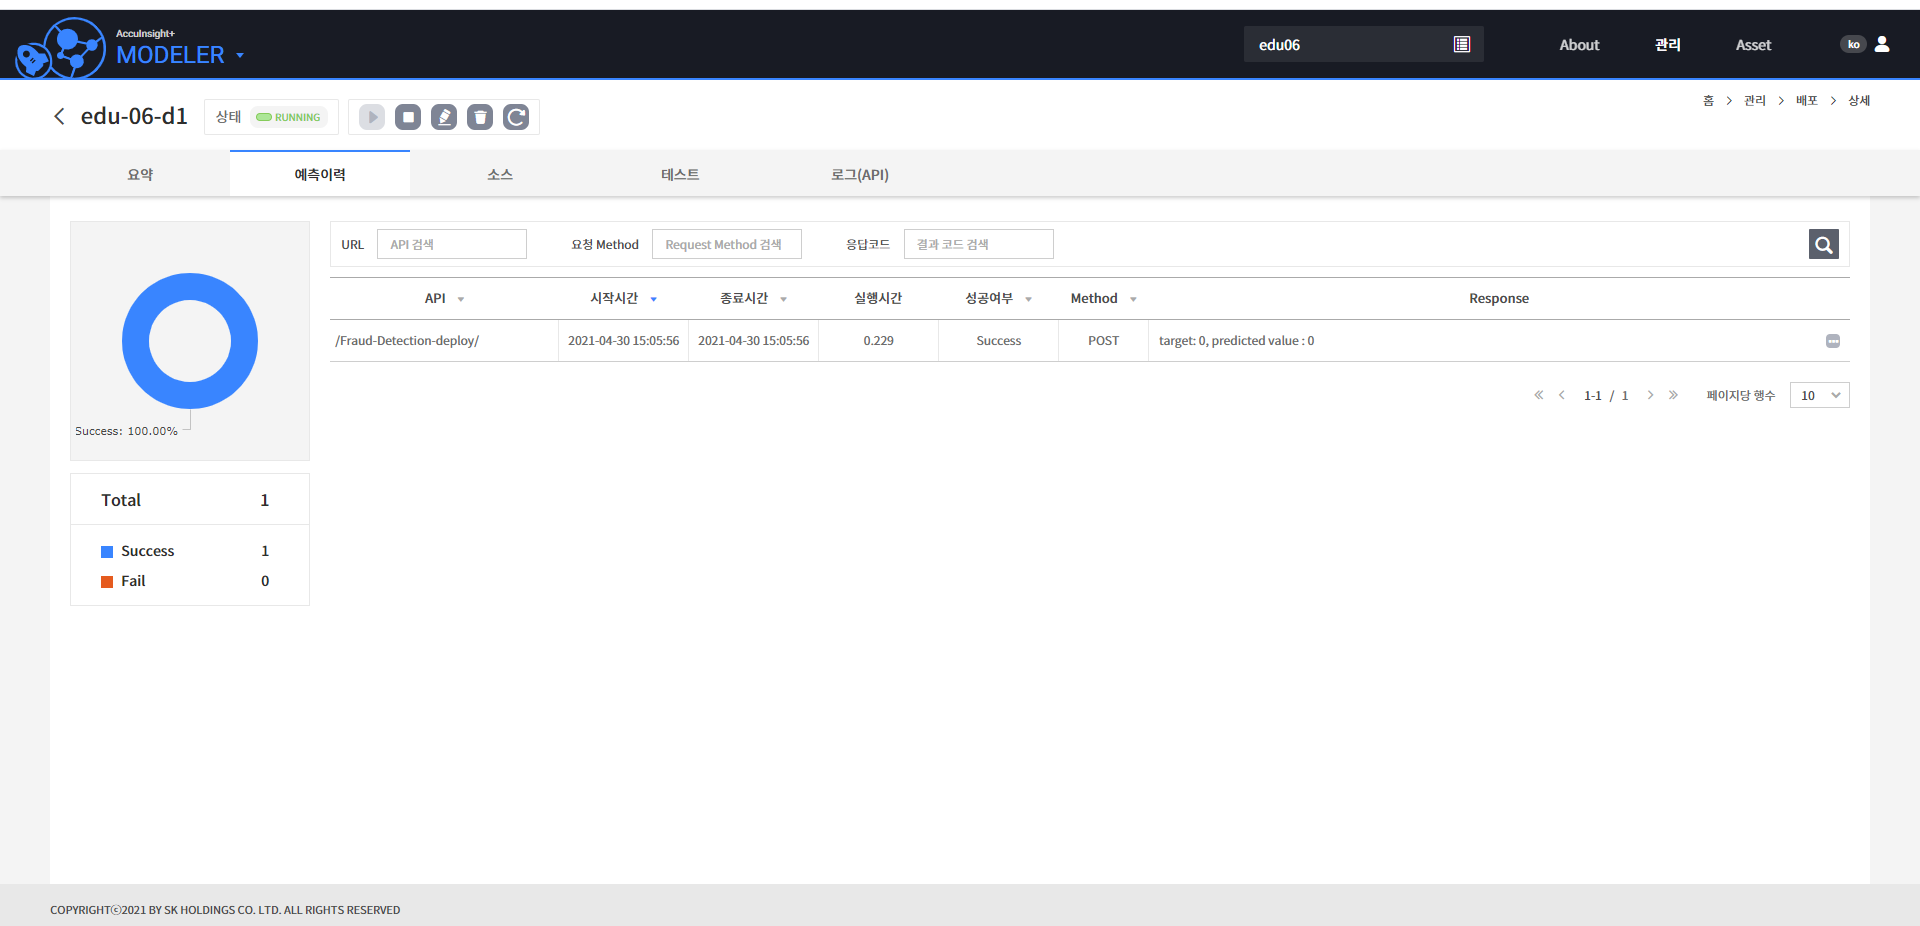 AccuInsight+
MODELER
edu06
About
관리
Asset
ko
edu-06-d1
상태
RUNNING
홈 > 관리 > 배포 > 상세
요약
예측이력
소스
테스트
로그(API)
URL
API 검색
요청 Method
Request Method 검색
응답코드
결과 코드 검색
API
시작시간
종료시간
실행시간
성공여부
Method
Response
/Fraud-Detection-deploy/
2021-04-30 15:05:56
2021-04-30 15:05:56
0.229
Success
POST
target: 0, predicted value : 0
1-1 / 1
페이지당 행수
10
Success: 100.00%
Total 1
Success 1
Fail 0
COPYRIGHTⓒ2021 BY SK HOLDINGS CO. LTD. ALL RIGHTS RESERVED